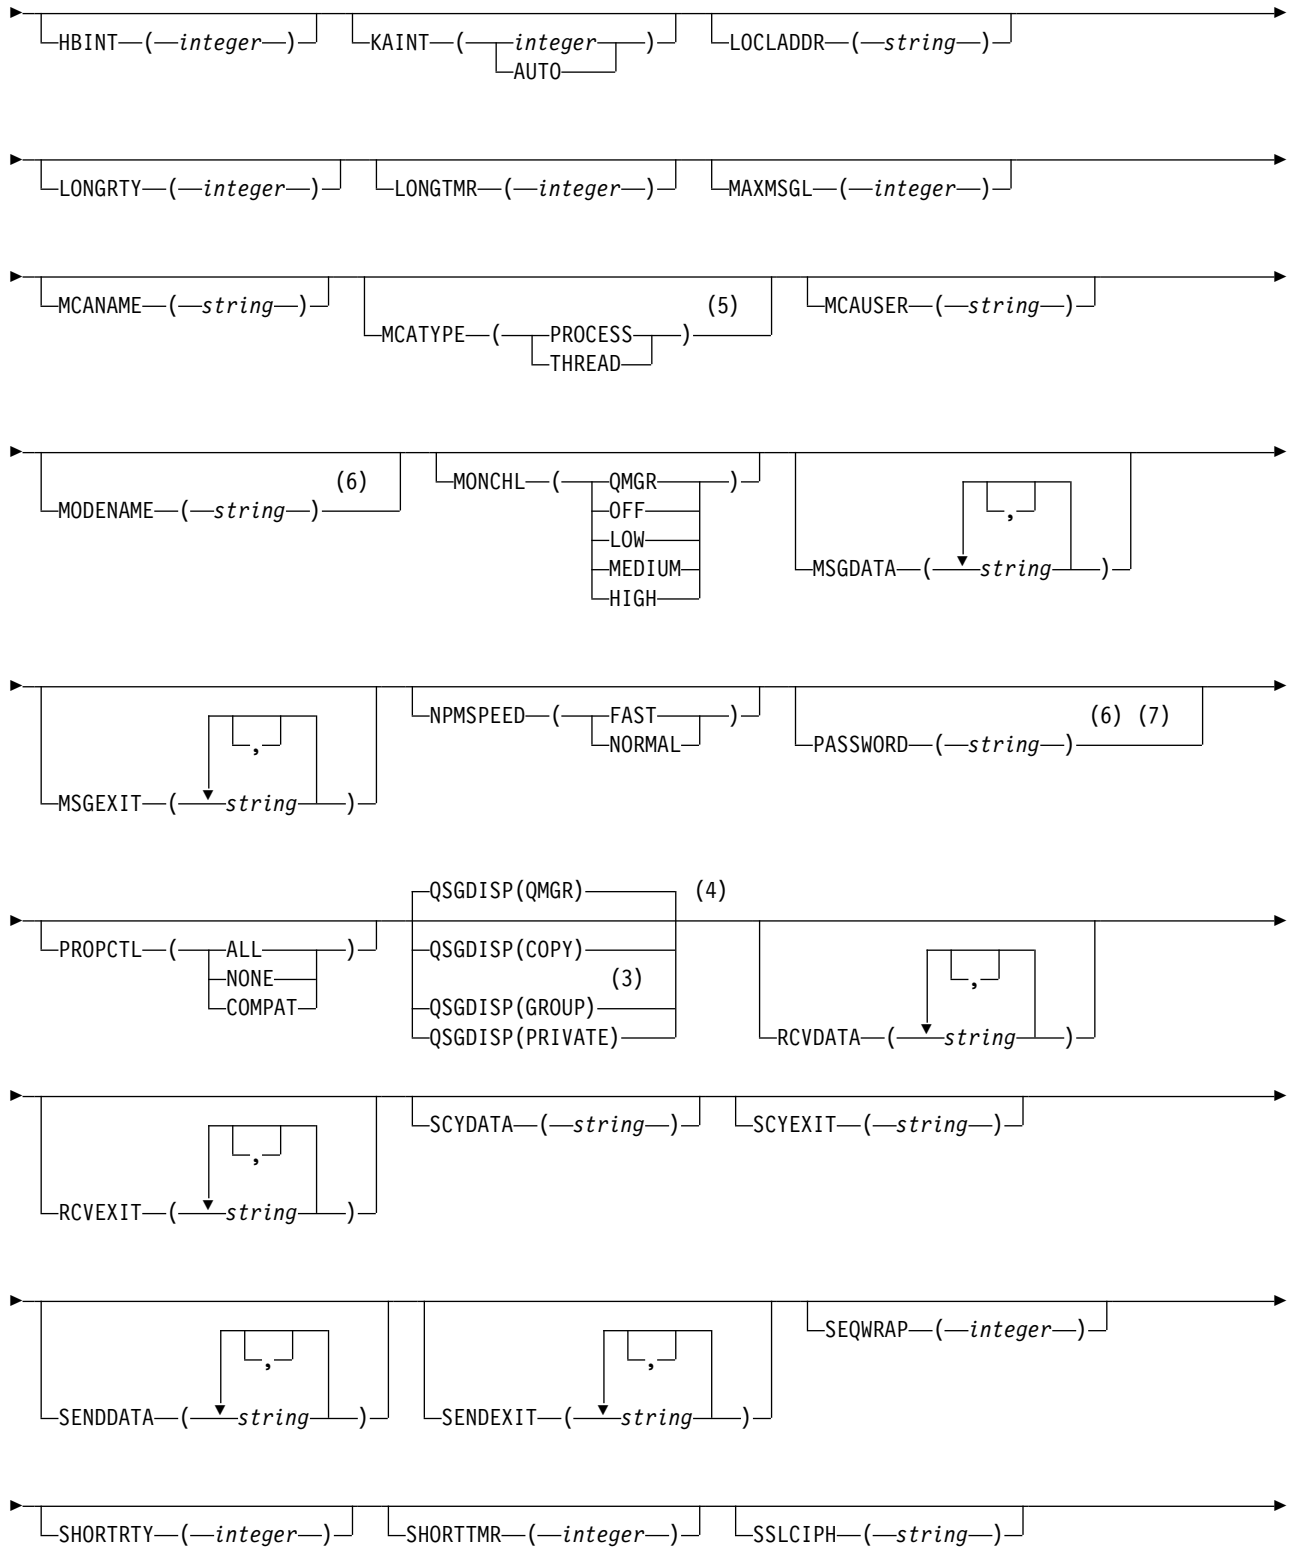 HBINT ( integer ) KAINT ( integer ) LOCLADDR ( string )
AUTO
LONGRTY ( integer ) LONGTMR ( integer ) MAXMSGL ( integer )
MCANAME ( string ) (5) MCAUSER ( string )
MCATYPE ( PROCESS )
THREAD
(6) MONCHL ( QMGR )
MODENAME ( string ) OFF ,
LOW
MEDIUM MSGDATA ( string )
HIGH
NPMSPEED ( FAST ) (6) (7)
, NORMAL PASSWORD ( string )
MSGEXIT ( string )
QSGDISP(QMGR) (4)
PROPCTL ( ALL ) QSGDISP(COPY)
NONE (3) ,
COMPAT QSGDISP(GROUP)
QSGDISP(PRIVATE) RCVDATA ( string )
SCYDATA ( string ) SCYEXIT ( string )
,
RCVEXIT ( string )
SEQWRAP ( integer )
, ,
SENDDATA ( string ) SENDEXIT ( string )
SHORTRTY ( integer ) SHORTTMR ( integer ) SSLCIPH ( string )